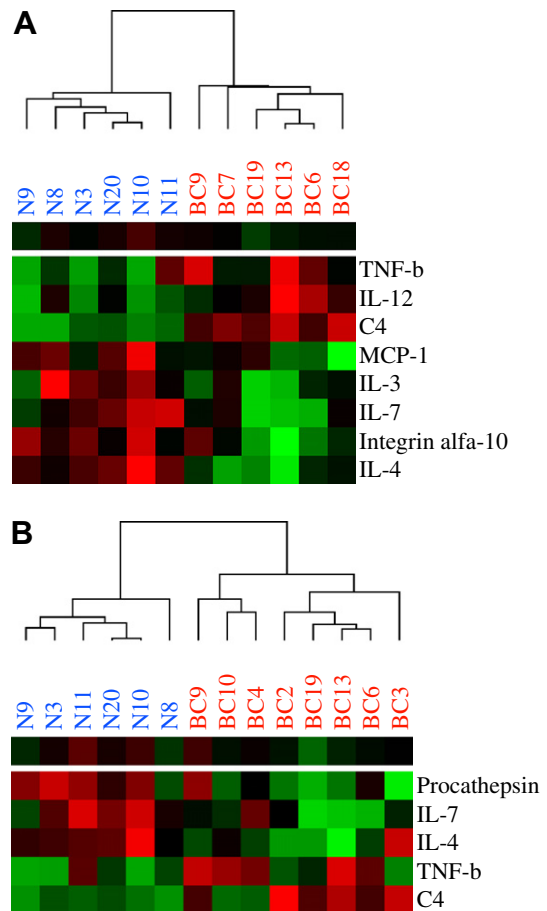 A
N9 N8 N3 N20 N10 N11 BC9 BC7 BC19 BC13 BC6 BC18
TNF-b
IL-12
C4
MCP-1
IL-3
IL-7
Integrin alfa-10
IL-4
B
N9 N3 N11 N20 N10 N8 BC9 BC10 BC4 BC2 BC19 BC13 BC6 BC3
Procathepsin
IL-7
IL-4
TNF-b
C4